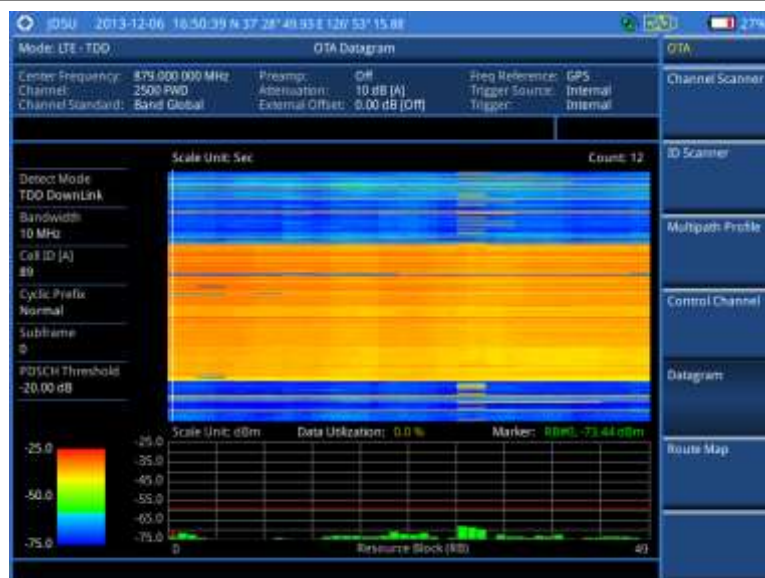 JDSU 2013-12-06 16:50:39 N 37° 28' 49.93 E 126° 53' 15.88 27%
Mode: LTE - TDD OTA Datagram OTA
Center Frequency: 879.000 000 MHz Preamp: Off Freq Reference: GPS
Channel: 2500 FWD Attenuation: 10 dB [A] Trigger Source: Internal
Channel Standard: Band Global External Offset: 0.00 dB [Off] Trigger: Internal
Channel Scanner
ID Scanner
Multipath Profile
Control Channel
Datagram
Route Map
Scale Unit: Sec Count: 12
Detect Mode
TDD DownLink
Bandwidth
10 MHz
Cell ID [A]
89
Cyclic Prefix
Normal
Subframe
0
PDSCH Threshold
-20.00 dB
Scale Unit: dBm Data Utilization: 0.0 % Marker: -73.44 dBm
-25.0
-50.0
-75.0
-25.0
-35.0
-45.0
-55.0
-65.0
-75.0
0 Resource Block (RB) 49